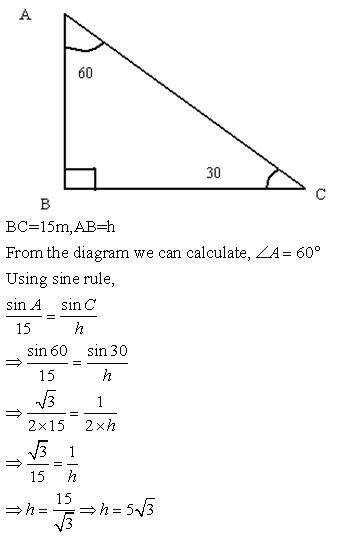 A
60
30
B
C
BC=15m,AB=h
From the diagram we can calculate, ∠A = 60°
Using sine rule,
sin A / 15 = sin C / h
⇒ sin 60 / 15 = sin 30 / h
⇒ √3 / 2×15 = 1 / 2×h
⇒ √3 / 15 = 1 / h
⇒ h = 15 / √3 ⇒ h = 5√3